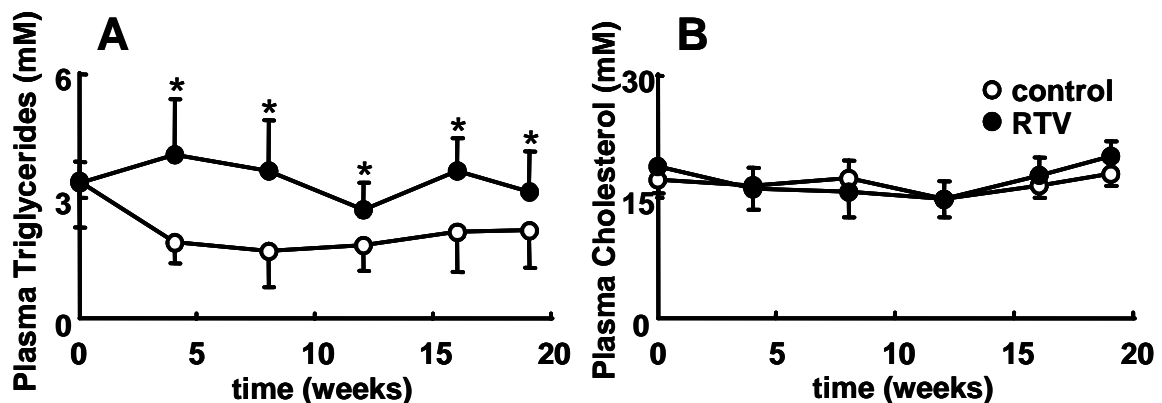 A
Plasma Triglycerides (mM)
6
3
0
* * * * *
0 5 10 15 20
time (weeks)
B
Plasma Cholesterol (mM)
30
15
0
control
RTV
0 5 10 15 20
time (weeks)